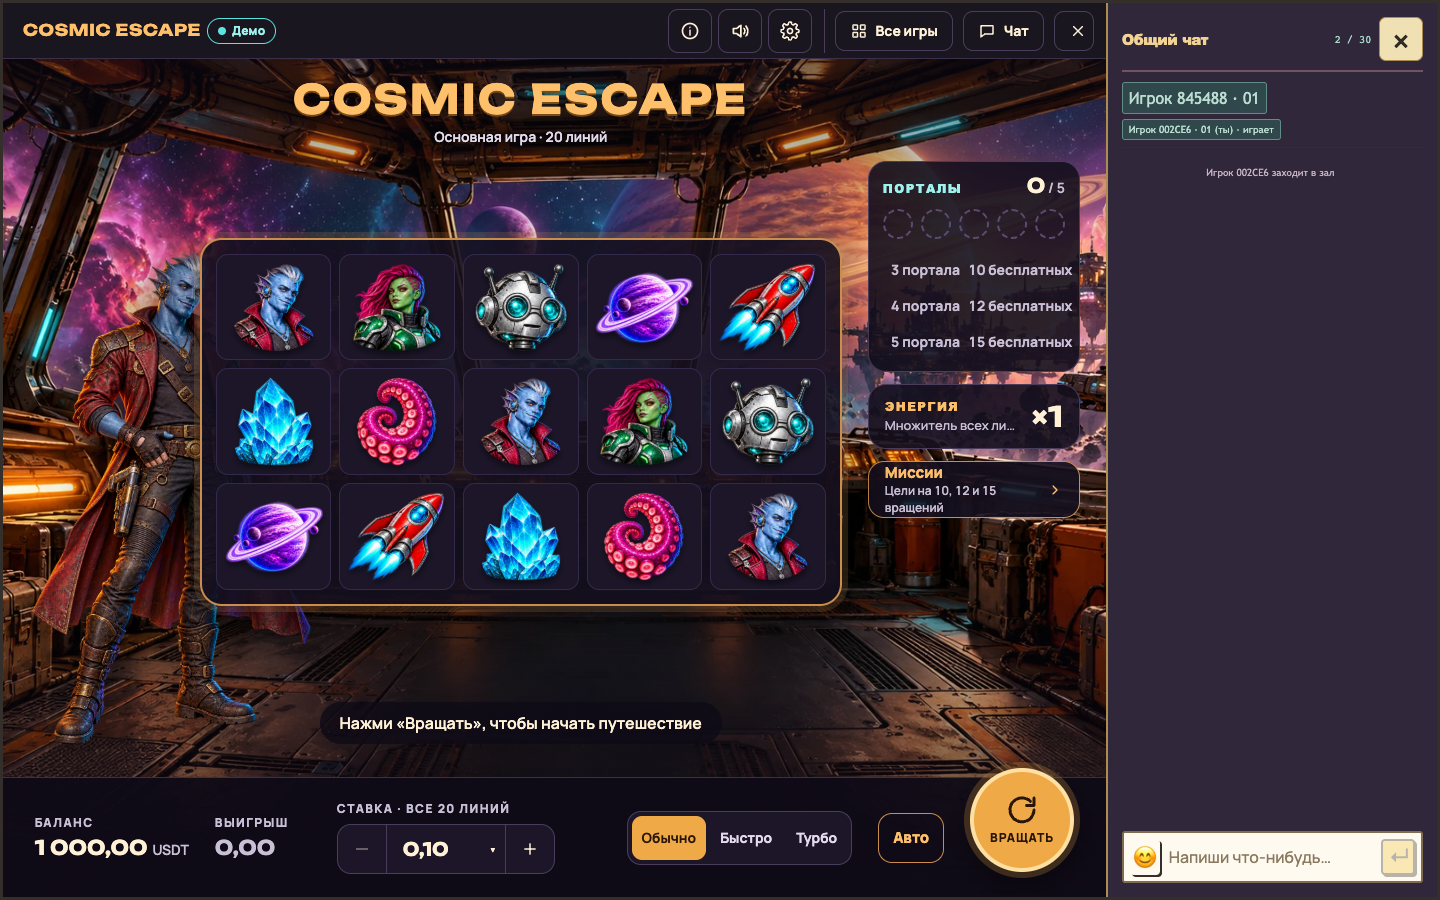 COSMIC ESCAPE
Демо
Все игры
Чат
COSMIC ESCAPE
Основная игра · 20 линий
ПОРТАЛЫ
0 / 5
3 портала 10 бесплатных
4 портала 12 бесплатных
5 портала 15 бесплатных
ЭНЕРГИЯ
Множитель всех ли...
×1
Миссии
Цели на 10, 12 и 15
вращений
Нажми «Вращать», чтобы начать путешествие
БАЛАНС
1 000,00 USDT
ВЫИГРЫШ
0,00
СТАВКА · ВСЕ 20 ЛИНИЙ
0,10
Обычно
Быстро
Турбо
Авто
ВРАЩАТЬ
Общий чат
2 / 30
Игрок 845488 · 01
Игрок 002CE6 · 01 (ты) · играет
Игрок 002CE6 заходит в зал
Напиши что-нибудь...